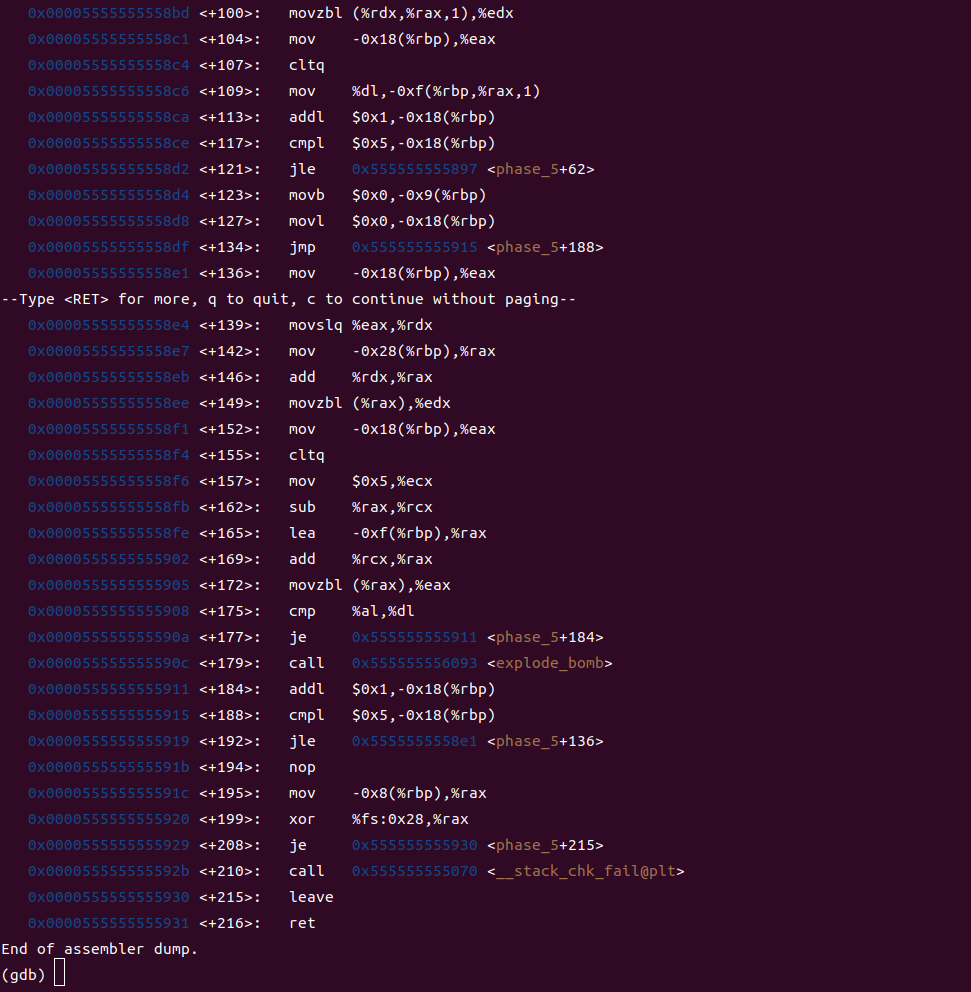 0x00005555555558bd <+100>: movzbl (%rdx,%rax,1),%edx
0x00005555555558c1 <+104>: mov -0x18(%rbp),%eax
0x00005555555558c4 <+107>: cltq
0x00005555555558c6 <+109>: mov %dl,-0xf(%rbp,%rax,1)
0x00005555555558ca <+113>: addl $0x1,-0x18(%rbp)
0x00005555555558ce <+117>: cmpl $0x5,-0x18(%rbp)
0x00005555555558d2 <+121>: jle 0x555555555897 <phase_5+62>
0x00005555555558d4 <+123>: movb $0x0,-0x9(%rbp)
0x00005555555558d8 <+127>: movl $0x0,-0x18(%rbp)
0x00005555555558df <+134>: jmp 0x555555555915 <phase_5+188>
0x00005555555558e1 <+136>: mov -0x18(%rbp),%eax
--Type <RET> for more, q to quit, c to continue without paging--
0x00005555555558e4 <+139>: movslq %eax,%rdx
0x00005555555558e7 <+142>: mov -0x28(%rbp),%rax
0x00005555555558eb <+146>: add %rdx,%rax
0x00005555555558ee <+149>: movzbl (%rax),%edx
0x00005555555558f1 <+152>: mov -0x18(%rbp),%eax
0x00005555555558f4 <+155>: cltq
0x00005555555558f6 <+157>: mov $0x5,%ecx
0x00005555555558fb <+162>: sub %rax,%rcx
0x00005555555558fe <+165>: lea -0xf(%rbp),%rax
0x0000555555555902 <+169>: add %rcx,%rax
0x0000555555555905 <+172>: movzbl (%rax),%eax
0x0000555555555908 <+175>: cmp %al,%dl
0x000055555555590a <+177>: je 0x555555555911 <phase_5+184>
0x000055555555590c <+179>: call 0x555555556093 <explode_bomb>
0x0000555555555911 <+184>: addl $0x1,-0x18(%rbp)
0x0000555555555915 <+188>: cmpl $0x5,-0x18(%rbp)
0x0000555555555919 <+192>: jle 0x5555555558e1 <phase_5+136>
0x000055555555591b <+194>: nop
0x000055555555591c <+195>: mov -0x8(%rbp),%rax
0x0000555555555920 <+199>: xor %fs:0x28,%rax
0x0000555555555929 <+208>: je 0x555555555930 <phase_5+215>
0x000055555555592b <+210>: call 0x555555555070 <__stack_chk_fail@plt>
0x0000555555555930 <+215>: leave
0x0000555555555931 <+216>: ret
End of assembler dump.
(gdb)